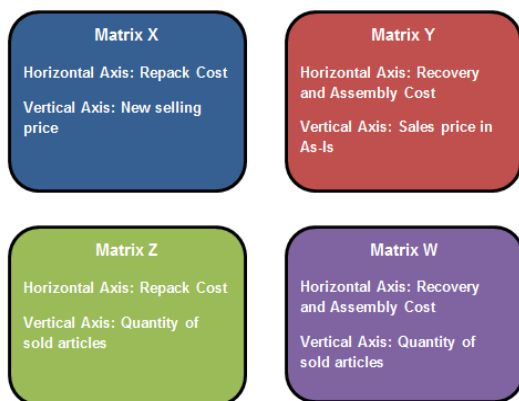 Matrix X
Horizontal Axis: Repack Cost
Vertical Axis: New selling
price
Matrix Y
Horizontal Axis: Recovery
and Assembly Cost
Vertical Axis: Sales price in
As-Is
Matrix Z
Horizontal Axis: Repack Cost
Vertical Axis: Quantity of
sold articles
Matrix W
Horizontal Axis: Recovery
and Assembly Cost
Vertical Axis: Quantity of
sold articles